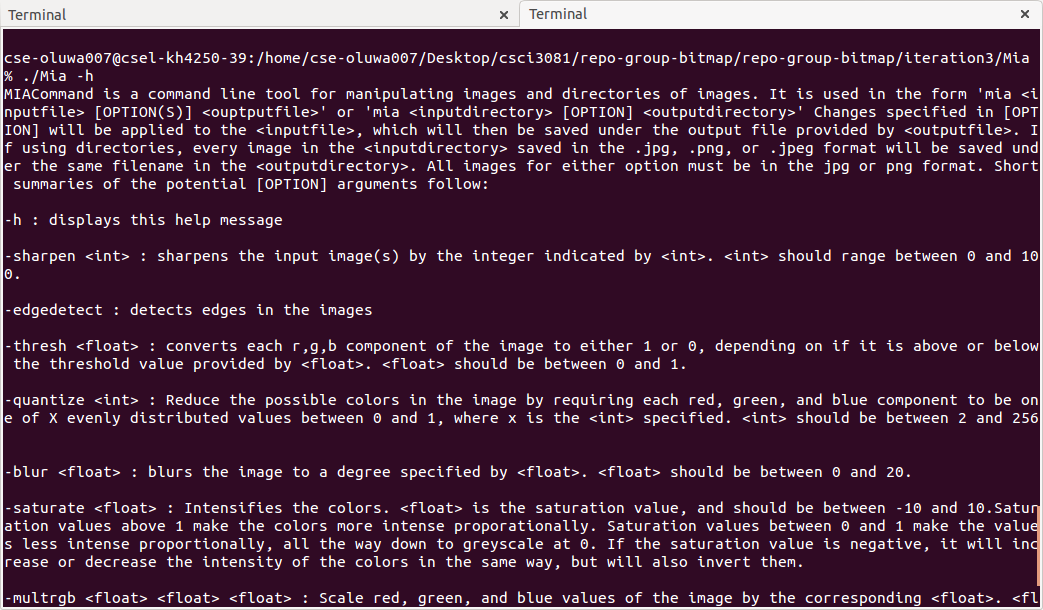 Terminal × Terminal ×
cse-oluwa007@csel-kh4250-39:/home/cse-oluwa007/Desktop/csci3081/repo-group-bitmap/repo-group-bitmap/iteration3/Mia
% ./Mia -h
MIACommand is a command line tool for manipulating images and directories of images. It is used in the form 'mia <i
nputfile> [OPTION(S)] <ouptputfile>' or 'mia <inputdirectory> [OPTION] <outputdirectory>' Changes specified in [OPT
ION] will be applied to the <inputfile>, which will then be saved under the output file provided by <outputfile>. I
f using directories, every image in the <inputdirectory> saved in the .jpg, .png, or .jpeg format will be saved und
er the same filename in the <outputdirectory>. All images for either option must be in the jpg or png format. Short
 summaries of the potential [OPTION] arguments follow:
-h : displays this help message
-sharpen <int> : sharpens the input image(s) by the integer indicated by <int>. <int> should range between 0 and 10
0.
-edgedetect : detects edges in the images
-thresh <float> : converts each r,g,b component of the image to either 1 or 0, depending on if it is above or below
 the threshold value provided by <float>. <float> should be between 0 and 1.
-quantize <int> : Reduce the possible colors in the image by requiring each red, green, and blue component to be on
e of X evenly distributed values between 0 and 1, where x is the <int> specified. <int> should be between 2 and 256
-blur <float> : blurs the image to a degree specified by <float>. <float> should be between 0 and 20.
-saturate <float> : Intensifies the colors. <float> is the saturation value, and should be between -10 and 10.Satur
ation values above 1 make the colors more intense proporationally. Saturation values between 0 and 1 make the value
s less intense proportionally, all the way down to greyscale at 0. If the saturation value is negative, it will inc
rease or decrease the intensity of the colors in the same way, but will also invert them.
-multrgb <float> <float> <float> : Scale red, green, and blue values of the image by the corresponding <float>. <fl